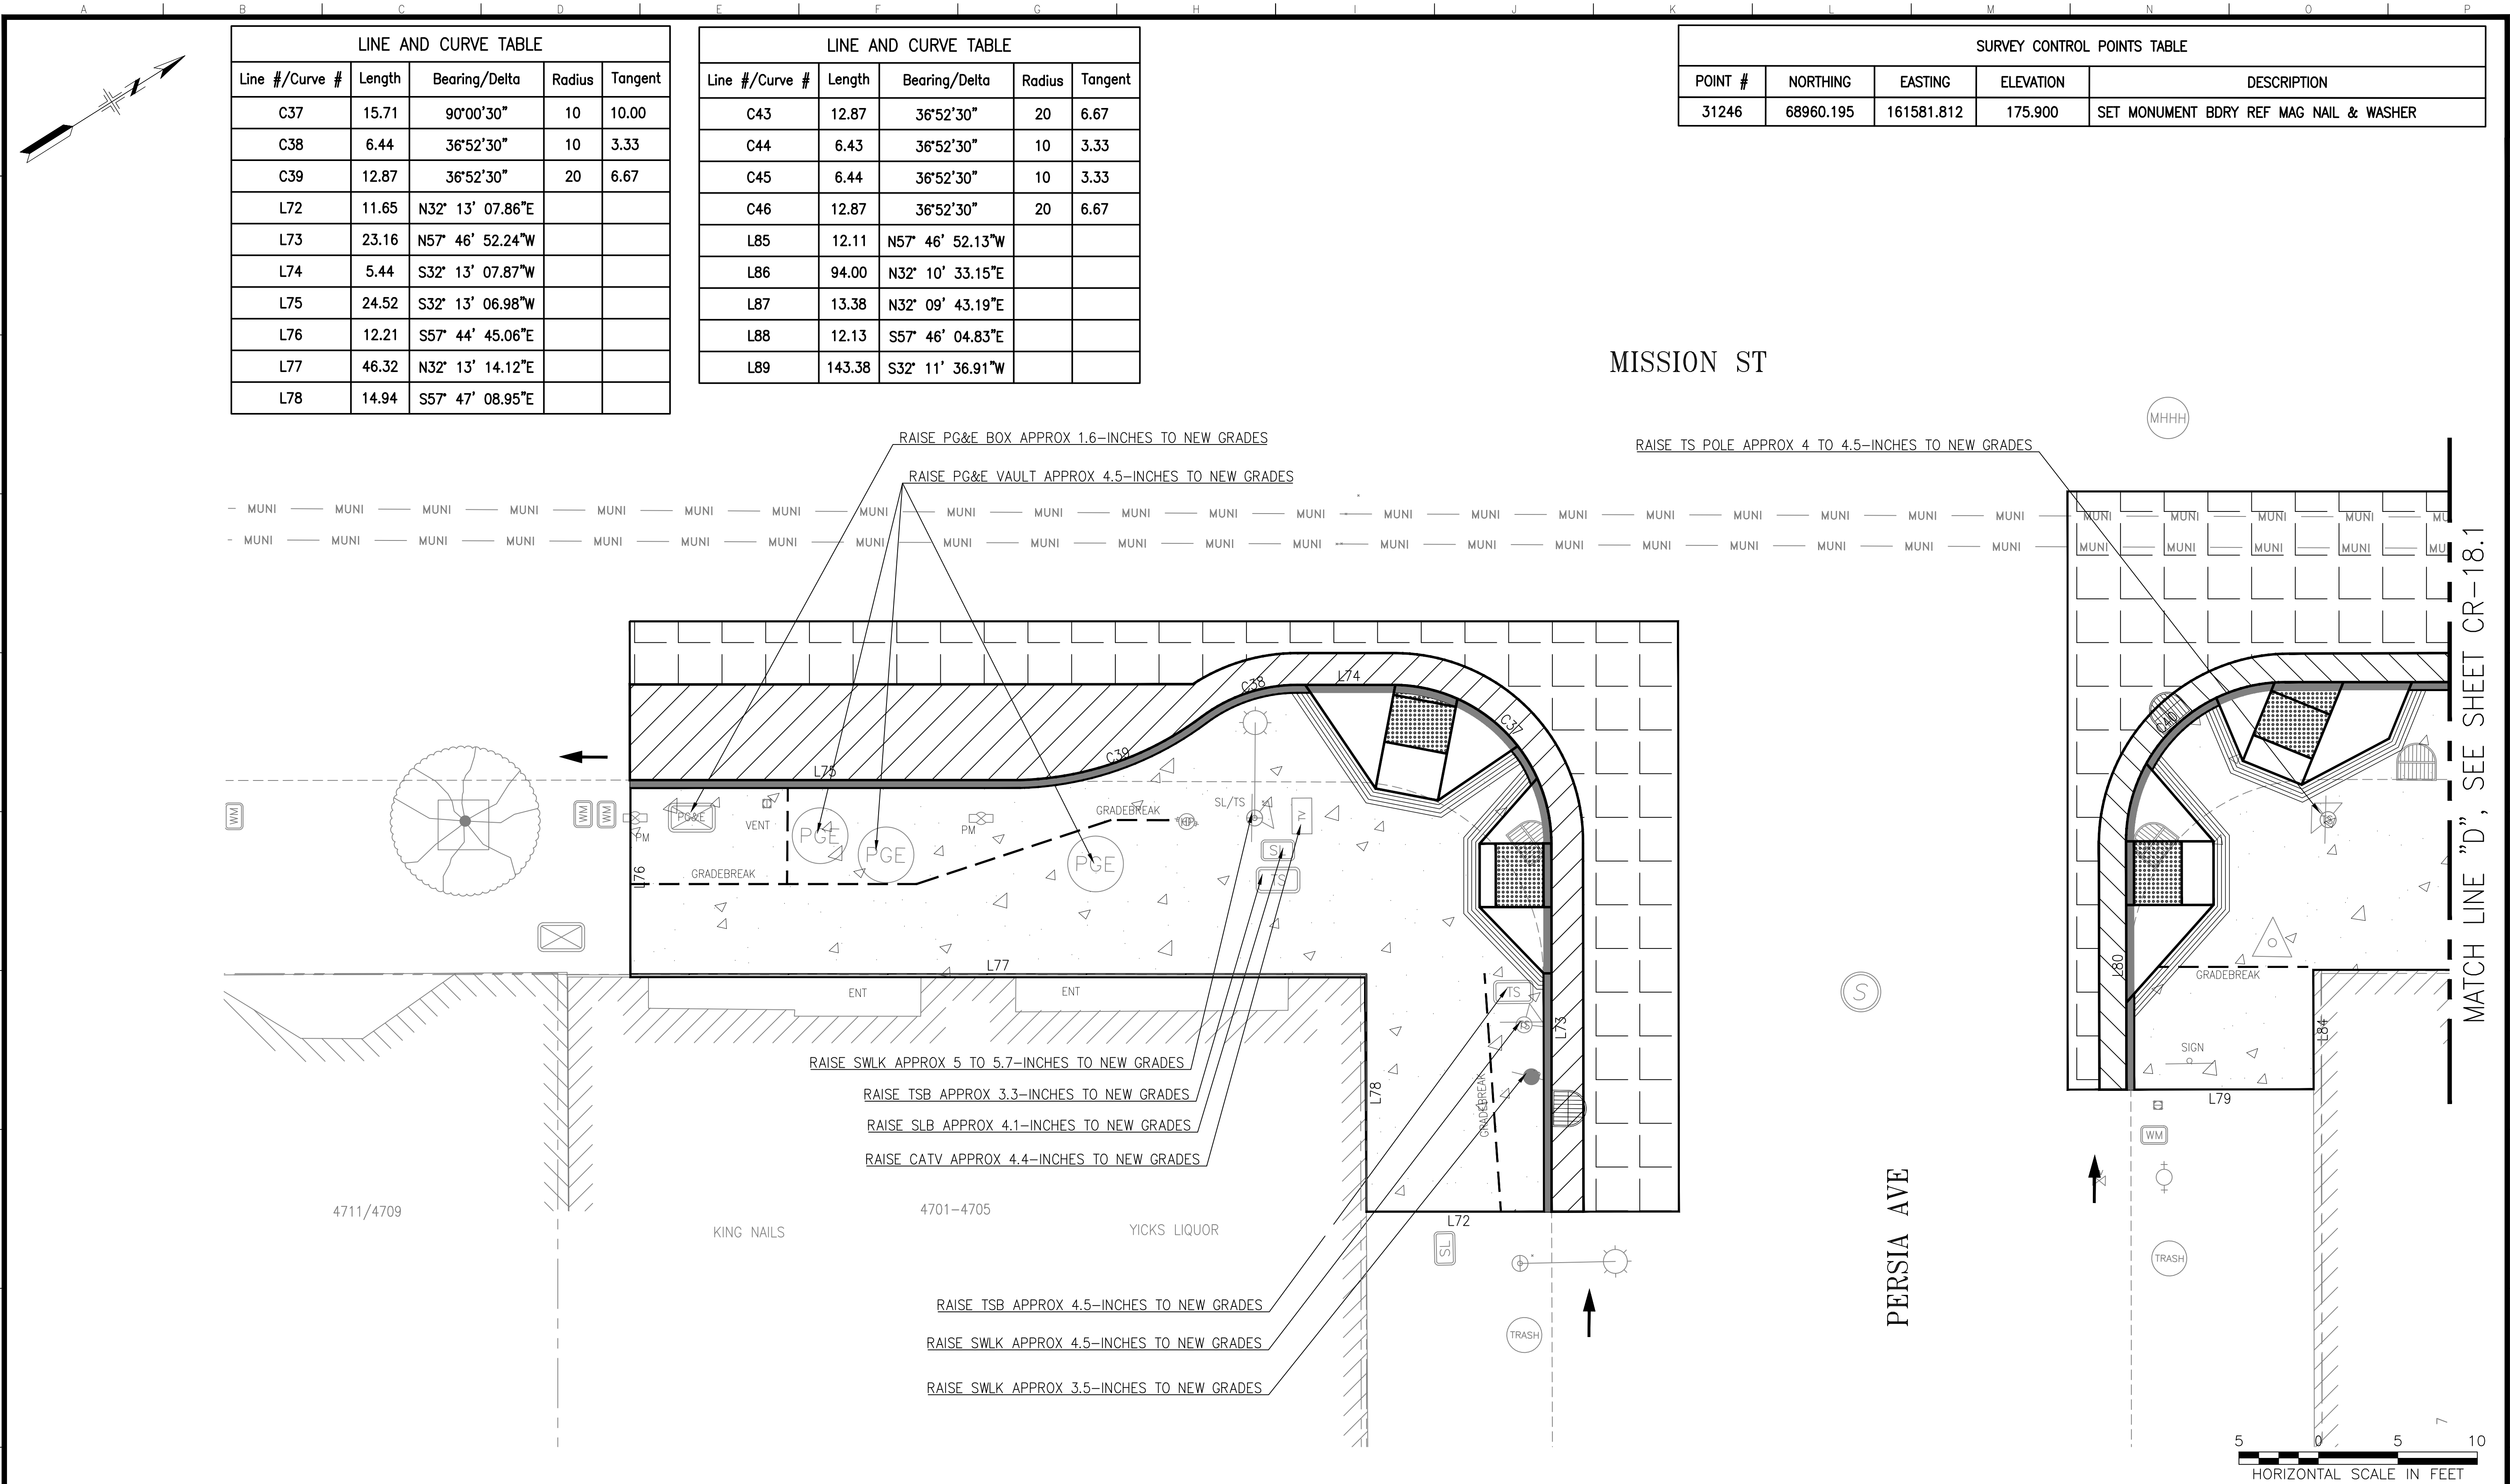 A B C D E F G H I J K L M N O P
LINE AND CURVE TABLE
Line #/Curve # Length Bearing/Delta Radius Tangent
C37 15.71 90°00'30" 10 10.00
C38 6.44 36°52'30" 10 3.33
C39 12.87 36°52'30" 20 6.67
L72 11.65 N32° 13' 07.86"E
L73 23.16 N57° 46' 52.24"W
L74 5.44 S32° 13' 07.87"W
L75 24.52 S32° 13' 06.98"W
L76 12.21 S57° 44' 45.06"E
L77 46.32 N32° 13' 14.12"E
L78 14.94 S57° 47' 08.95"E
LINE AND CURVE TABLE
Line #/Curve # Length Bearing/Delta Radius Tangent
C43 12.87 36°52'30" 20 6.67
C44 6.43 36°52'30" 10 3.33
C45 6.44 36°52'30" 10 3.33
C46 12.87 36°52'30" 20 6.67
L85 12.11 N57° 46' 52.13"W
L86 94.00 N32° 10' 33.15"E
L87 13.38 N32° 09' 43.19"E
L88 12.13 S57° 46' 04.83"E
L89 143.38 S32° 11' 36.91"W
SURVEY CONTROL POINTS TABLE
POINT # NORTHING EASTING ELEVATION DESCRIPTION
31246 68960.195 161581.812 175.900 SET MONUMENT BDRY REF MAG NAIL & WASHER
MISSION ST
MHHH
RAISE PG&E BOX APPROX 1.6-INCHES TO NEW GRADES
RAISE TS POLE APPROX 4 TO 4.5-INCHES TO NEW GRADES
RAISE PG&E VAULT APPROX 4.5-INCHES TO NEW GRADES
MUNI MUNI MUNI MUNI MUNI MUNI MUNI MUNI MUNI MUNI MUNI MUNI MUNI MUNI MUNI MUNI MUNI MUNI MUNI MUNI MUNI MUNI MUNI MUNI MUNI MU
MUNI MUNI MUNI MUNI MUNI MUNI MUNI MUNI MUNI MUNI MUNI MUNI MUNI MUNI MUNI MUNI MUNI MUNI MUNI MUNI MUNI MUNI MUNI MUNI MUNI MU
MATCH LINE "D", SEE SHEET CR-18.1
C38
L74
C37
C40
C39
L75
WM
WM
WM
PM
PG&E
VENT
PGE
PGE
PGE
PM
GRADEBREAK
SL/TS
TV
SL
TS
L76
GRADEBREAK
L77
ENT
ENT
TS
L73
S
L80
GRADEBREAK
L84
SIGN
L79
RAISE SWLK APPROX 5 TO 5.7-INCHES TO NEW GRADES
RAISE TSB APPROX 3.3-INCHES TO NEW GRADES
RAISE SLB APPROX 4.1-INCHES TO NEW GRADES
RAISE CATV APPROX 4.4-INCHES TO NEW GRADES
L78
GRADEBREAK
WM
4711/4709
KING NAILS
4701-4705
YICKS LIQUOR
L72
SL
PERSIA AVE
TRASH
TRASH
RAISE TSB APPROX 4.5-INCHES TO NEW GRADES
RAISE SWLK APPROX 4.5-INCHES TO NEW GRADES
RAISE SWLK APPROX 3.5-INCHES TO NEW GRADES
5 0 5 10
HORIZONTAL SCALE IN FEET